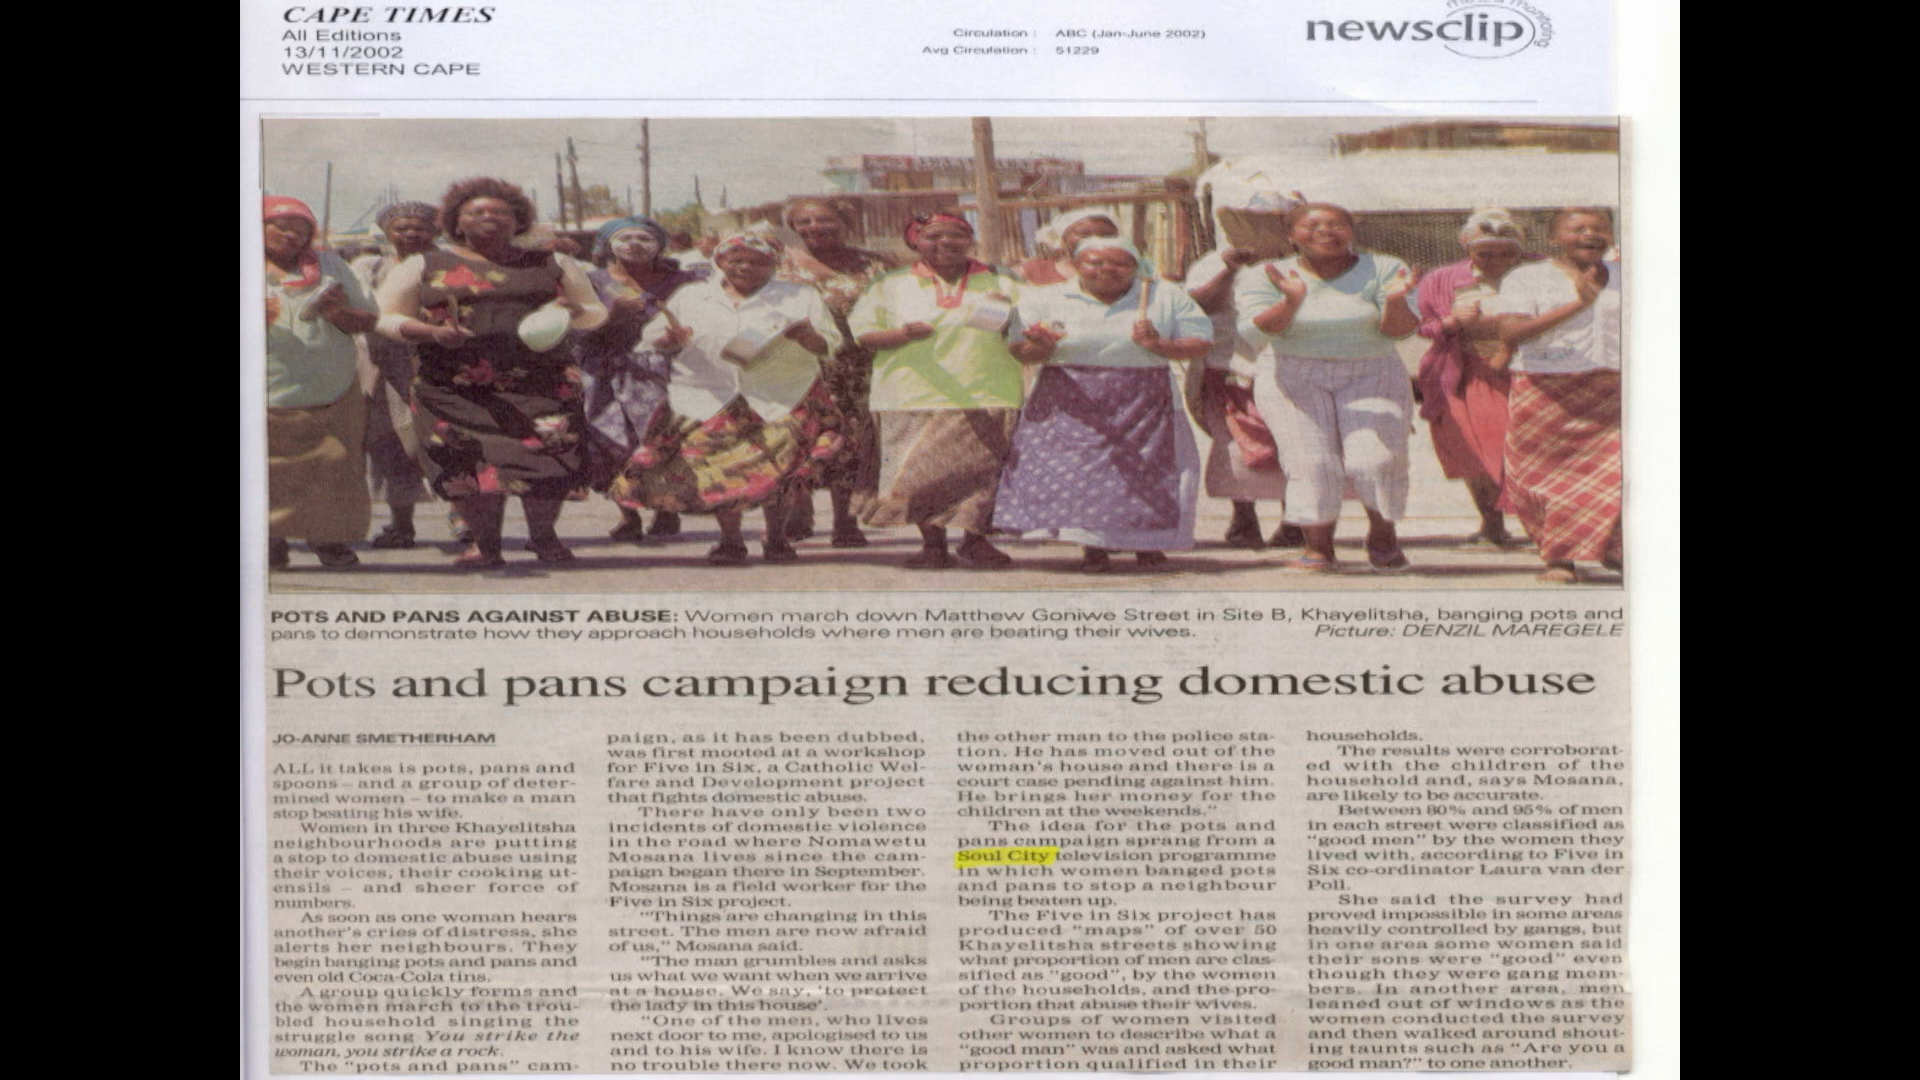 CAPE TIMES
All Editions
13/11/2002
WESTERN CAPE
Circulation : ABC (Jan-June 2002)
Avg Circulation : 51229
newsclip
media monitoring
POTS AND PANS AGAINST ABUSE: Women march down Matthew Goniwe Street in Site B, Khayelitsha, banging pots and
pans to demonstrate how they approach households where men are beating their wives. Picture: DENZIL MAREGELE
Pots and pans campaign reducing domestic abuse
JO-ANNE SMETHERHAM
ALL it takes is pots, pans and
spoons – and a group of deter-
mined women – to make a man
stop beating his wife.
Women in three Khayelitsha
neighbourhoods are putting
a stop to domestic abuse using
their voices, their cooking ut-
ensils – and sheer force of
numbers.
As soon as one woman hears
another's cries of distress, she
alerts her neighbours. They
begin banging pots and pans and
even old Coca-Cola tins.
A group quickly forms and
the women march to the trou-
bled household singing the
struggle song You strike the
woman, you strike a rock.
The "pots and pans" cam-
paign, as it has been dubbed,
was first mooted at a workshop
for Five in Six, a Catholic Wel-
fare and Development project
that fights domestic abuse.
There have only been two
incidents of domestic violence
in the road where Nomawetu
Mosana lives since the cam-
paign began there in September.
Mosana is a field worker for the
Five in Six project.
"Things are changing in this
street. The men are now afraid
of us," Mosana said.
"The man grumbles and asks
us what we want when we arrive
at a house. We say, 'to protect
the lady in this house'.
"One of the men, who lives
next door to me, apologised to us
and to his wife. I know there is
no trouble there now. We took
the other man to the police sta-
tion. He has moved out of the
woman's house and there is a
court case pending against him.
He brings her money for the
children at the weekends."
The idea for the pots and
pans campaign sprang from a
Soul City television programme
in which women banged pots
and pans to stop a neighbour
being beaten up.
The Five in Six project has
produced "maps" of over 50
Khayelitsha streets showing
what proportion of men are clas-
sified as "good", by the women
of the households, and the pro-
portion that abuse their wives.
Groups of women visited
other women to describe what a
"good man" was and asked what
proportion qualified in their
households.
The results were corroborat-
ed with the children of the
household and, says Mosana,
are likely to be accurate.
Between 80% and 95% of men
in each street were classified as
"good men" by the women they
lived with, according to Five in
Six co-ordinator Laura van der
Poll.
She said the survey had
proved impossible in some areas
heavily controlled by gangs, but
in one area some women said
their sons were "good" even
though they were gang mem-
bers. In another area, men
leaned out of windows as the
women conducted the survey
and then walked around shout-
ing taunts such as "Are you a
good man?" to one another.